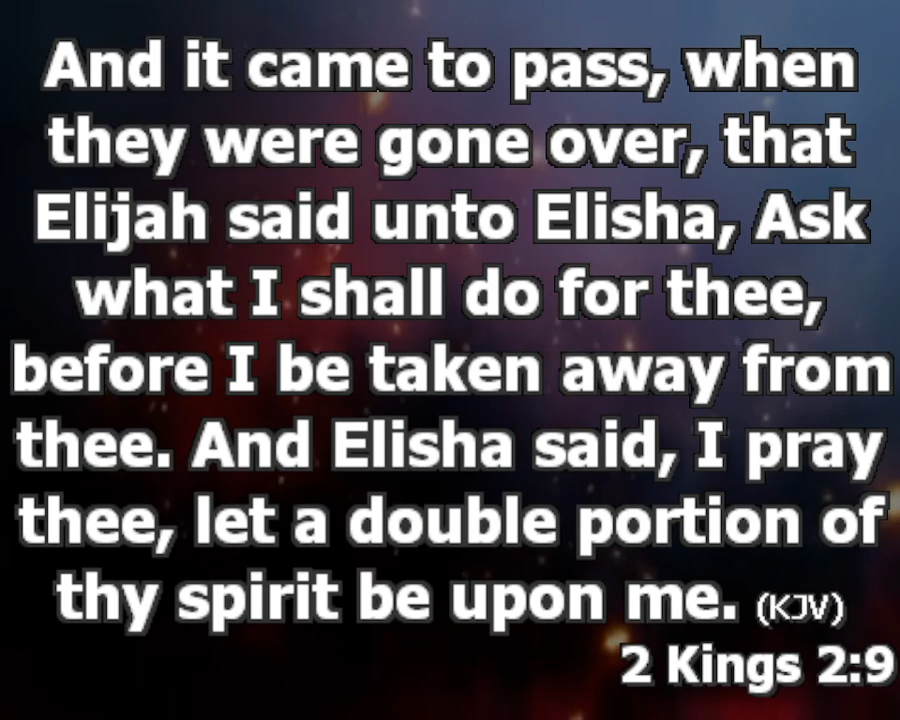 And it came to pass, when
they were gone over, that
Elijah said unto Elisha, Ask
what I shall do for thee,
before I be taken away from
thee. And Elisha said, I pray
thee, let a double portion of
thy spirit be upon me. (KJV)
2 Kings 2:9